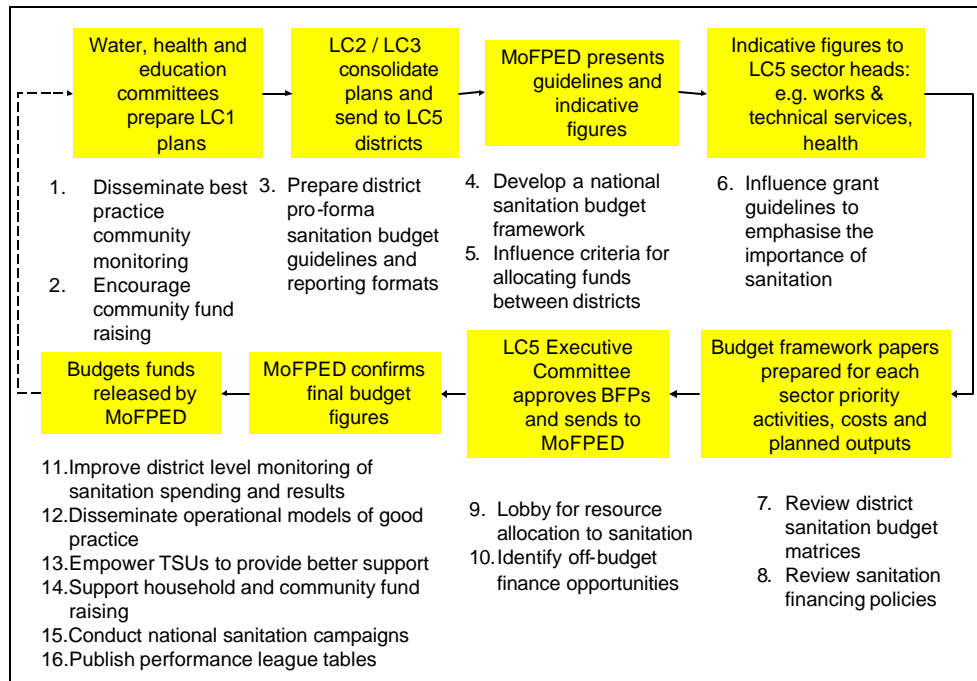 Water, health and
education
committees
prepare LC1
plans
LC2 / LC3
consolidate
plans and
send to LC5
districts
MoFPED presents
guidelines and
indicative
figures
Indicative figures to
LC5 sector heads:
e.g. works &
technical services,
health
1. Disseminate best
practice
community
monitoring
2. Encourage
community fund
raising
3. Prepare district
pro-forma
sanitation budget
guidelines and
reporting formats
4. Develop a national
sanitation budget
framework
5. Influence criteria for
allocating funds
between districts
6. Influence grant
guidelines to
emphasise the
importance of
sanitation
Budgets funds
released by
MoFPED
MoFPED confirms
final budget
figures
LC5 Executive
Committee
approves BFPs
and sends to
MoFPED
Budget framework papers
prepared for each
sector priority
activities, costs and
planned outputs
11.Improve district level monitoring of
sanitation spending and results
12.Disseminate operational models of good
practice
13.Empower TSUs to provide better support
14.Support household and community fund
raising
15.Conduct national sanitation campaigns
16.Publish performance league tables
9. Lobby for resource
allocation to sanitation
10.Identify off-budget
finance opportunities
7. Review district
sanitation budget
matrices
8. Review sanitation
financing policies